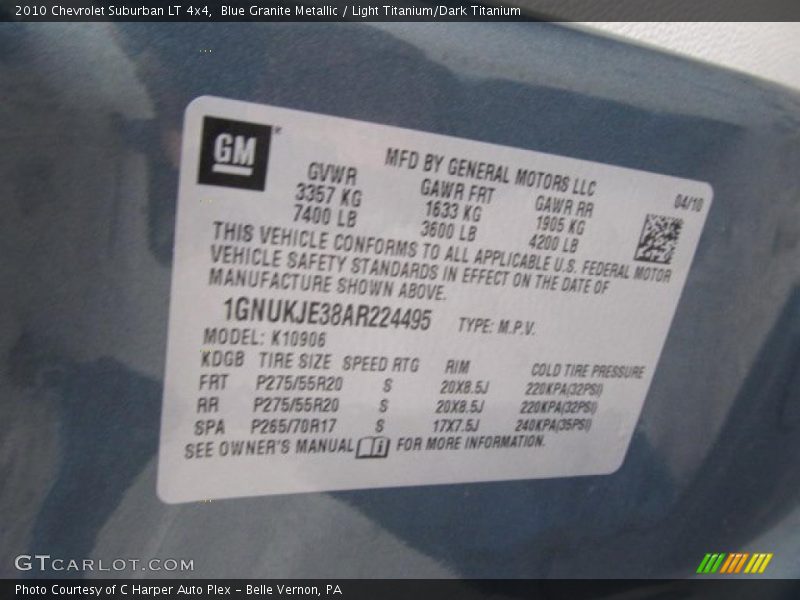 2010 Chevrolet Suburban LT 4x4, Blue Granite Metallic / Light Titanium/Dark Titanium
GM
MFD BY GENERAL MOTORS LLC
GVWR GAWR FRT GAWR RR 04/10
3357 KG 1633 KG 1905 KG
7400 LB 3600 LB 4200 LB
THIS VEHICLE CONFORMS TO ALL APPLICABLE U.S. FEDERAL MOTOR
VEHICLE SAFETY STANDARDS IN EFFECT ON THE DATE OF
MANUFACTURE SHOWN ABOVE.
1GNUKJE38AR224495 TYPE: M.P.V.
MODEL: K10906
KDGB TIRE SIZE SPEED RTG RIM COLD TIRE PRESSURE
FRT P275/55R20 S 20X8.5J 220KPA(32PSI)
RR P275/55R20 S 20X8.5J 220KPA(32PSI)
SPA P265/70R17 S 17X7.5J 240KPA(35PSI)
SEE OWNER'S MANUAL i FOR MORE INFORMATION.
GTCARLOT.COM
Photo Courtesy of C Harper Auto Plex - Belle Vernon, PA